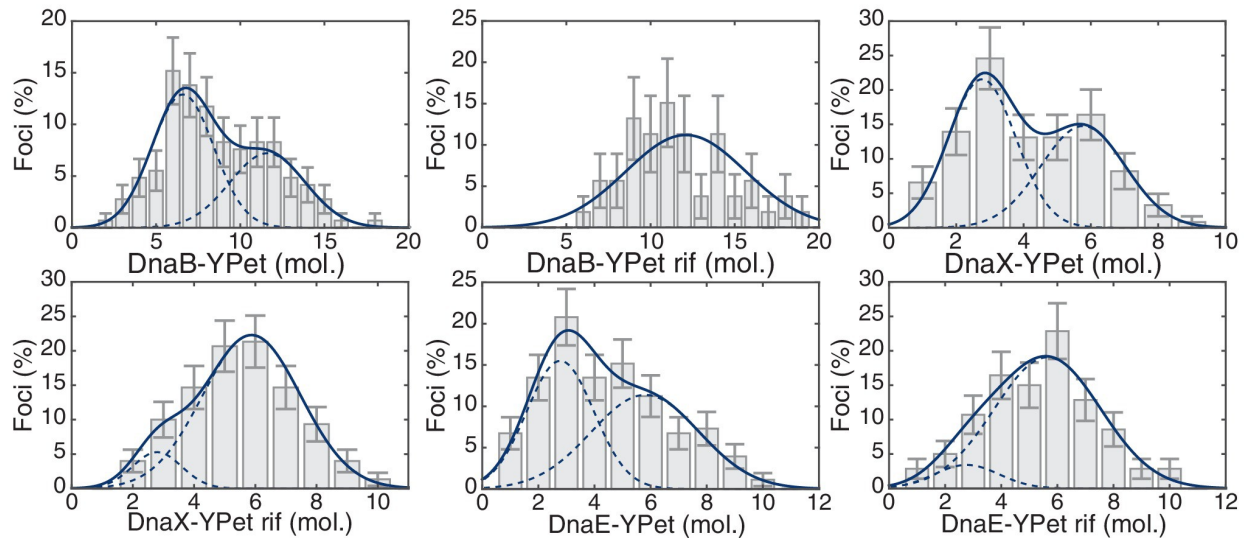 20
15
10
5
0
Foci (%)
0 5 10 15 20
DnaB-YPet (mol.)
25
20
15
10
5
0
Foci (%)
0 5 10 15 20
DnaB-YPet rif (mol.)
30
25
20
15
10
5
0
Foci (%)
0 2 4 6 8 10
DnaX-YPet (mol.)
30
25
20
15
10
5
0
Foci (%)
0 2 4 6 8 10
DnaX-YPet rif (mol.)
25
20
15
10
5
0
Foci (%)
0 2 4 6 8 10 12
DnaE-YPet (mol.)
30
25
20
15
10
5
0
Foci (%)
0 2 4 6 8 10 12
DnaE-YPet rif (mol.)